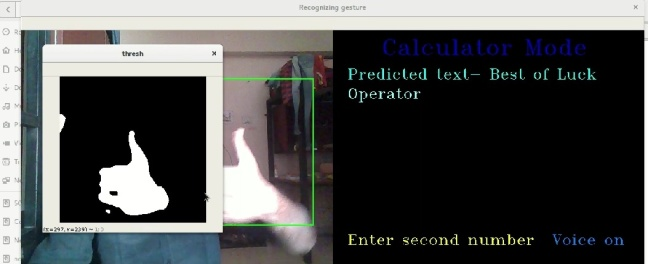 Recognizing gesture
thresh
Calculator Mode
Predicted text- Best of Luck
Operator
Enter second number
Voice on